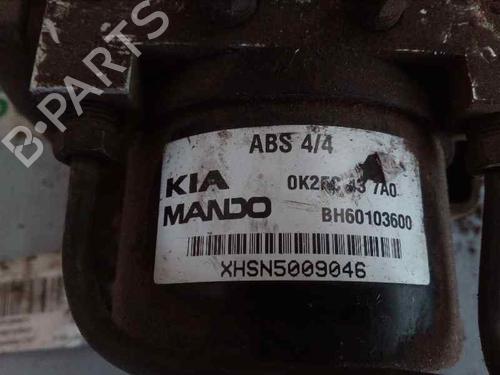 ABS 4/4
KIA
MANDO
BH60103600
XHSN5009046
B-PARTS